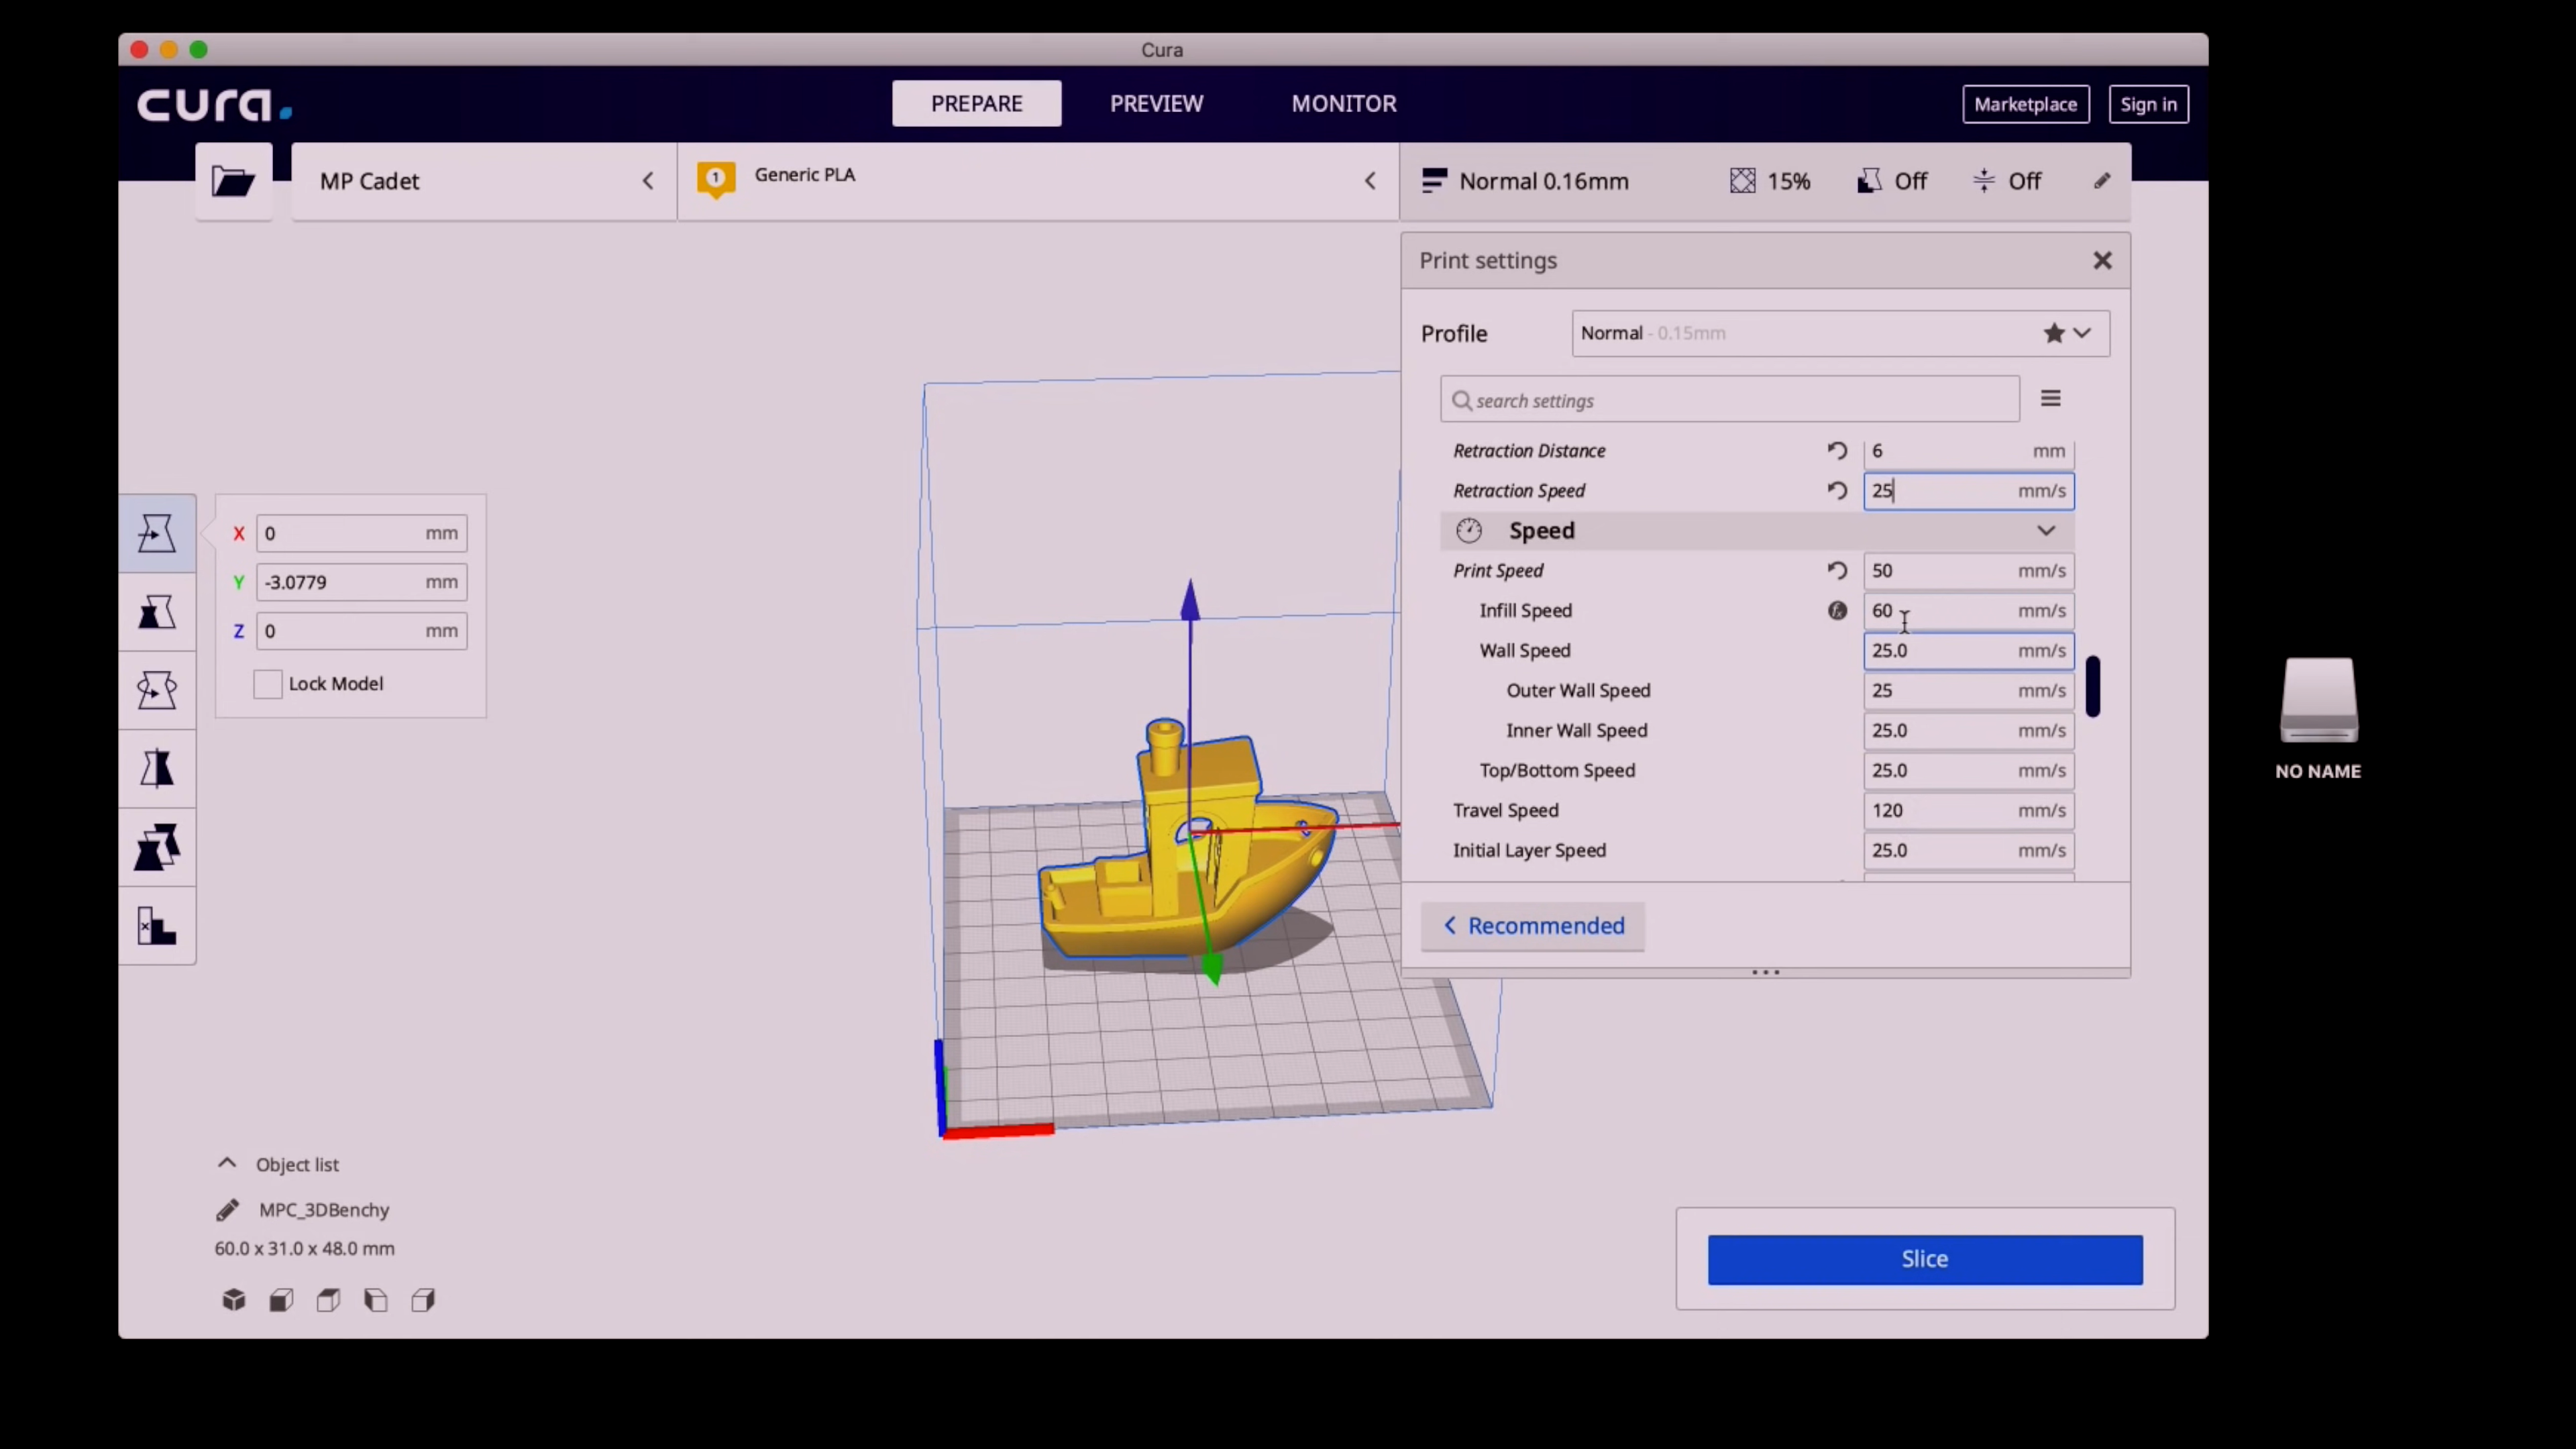 Cura
cura.
PREPARE PREVIEW MONITOR
Marketplace Sign in
MP Cadet
1 Generic PLA
Normal 0.16mm 15% Off Off
Print settings
Profile Normal - 0.15mm
search settings
Retraction Distance 6 mm
Retraction Speed 25 mm/s
Speed
Print Speed 50 mm/s
Infill Speed 60 mm/s
Wall Speed 25.0 mm/s
Outer Wall Speed 25 mm/s
Inner Wall Speed 25.0 mm/s
Top/Bottom Speed 25.0 mm/s
Travel Speed 120 mm/s
Initial Layer Speed 25.0 mm/s
Recommended
X 0 mm
Y -3.0779 mm
Z 0 mm
Lock Model
NO NAME
Object list
MPC_3DBenchy
60.0 x 31.0 x 48.0 mm
Slice